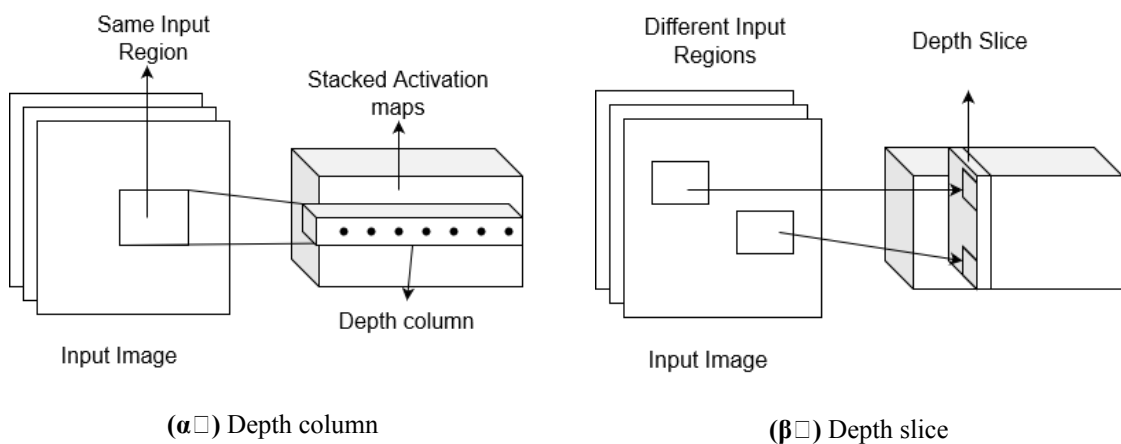 Same Input
Region
Stacked Activation
maps
Depth column
Input Image
(α□) Depth column
Different Input
Regions
Depth Slice
Input Image
(β□) Depth slice